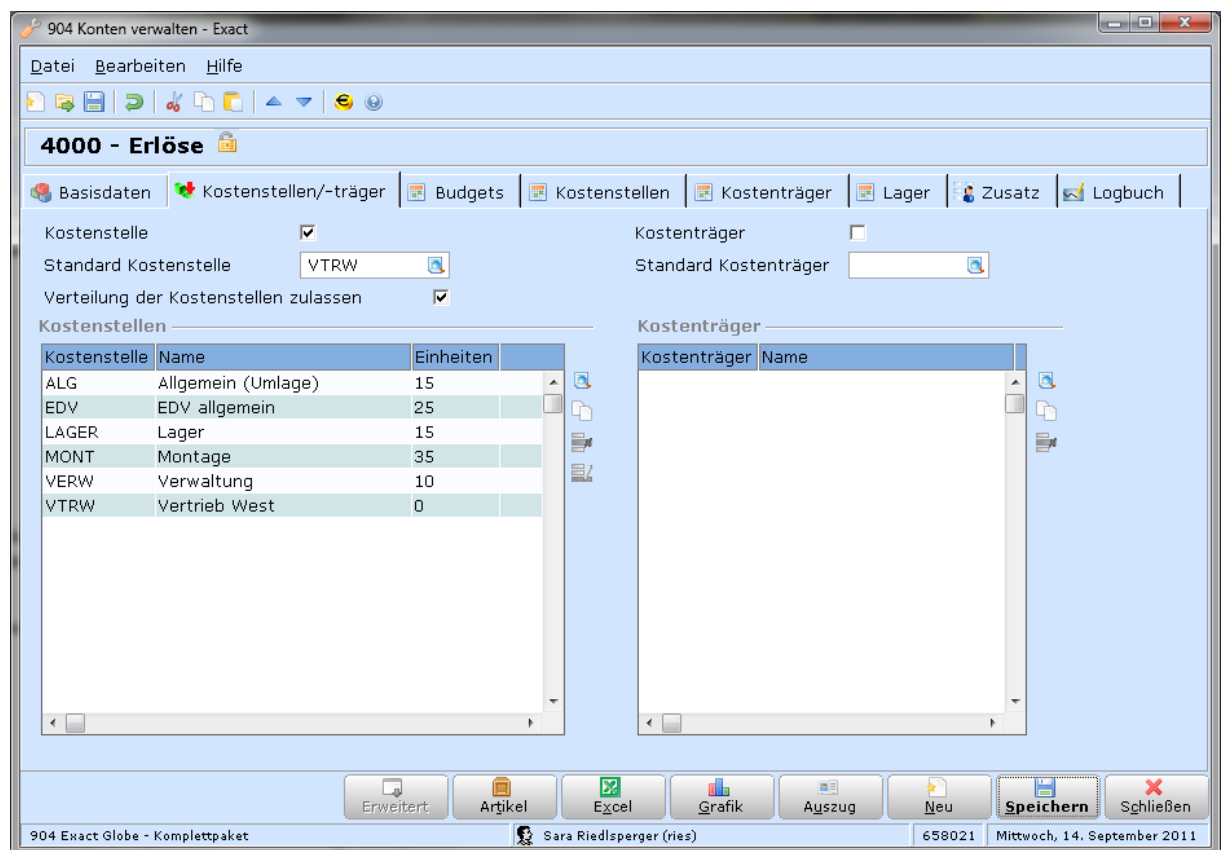 904 Konten verwalten - Exact
Datei Bearbeiten Hilfe
4000 - Erlöse
Basisdaten Kostenstellen/-träger Budgets Kostenstellen Kostenträger Lager Zusatz Logbuch
Kostenstelle Kostenträger
Standard Kostenstelle VTRW Standard Kostenträger
Verteilung der Kostenstellen zulassen
Kostenstellen Kostenträger
Kostenstelle Name Einheiten Kostenträger Name
ALG Allgemein (Umlage) 15
EDV EDV allgemein 25
LAGER Lager 15
MONT Montage 35
VERW Verwaltung 10
VTRW Vertrieb West 0
Erweitert Artikel Excel Grafik Auszug Neu Speichern Schließen
904 Exact Globe - Komplettpaket Sara Riedlsperger (ries) 658021 Mittwoch, 14. September 2011